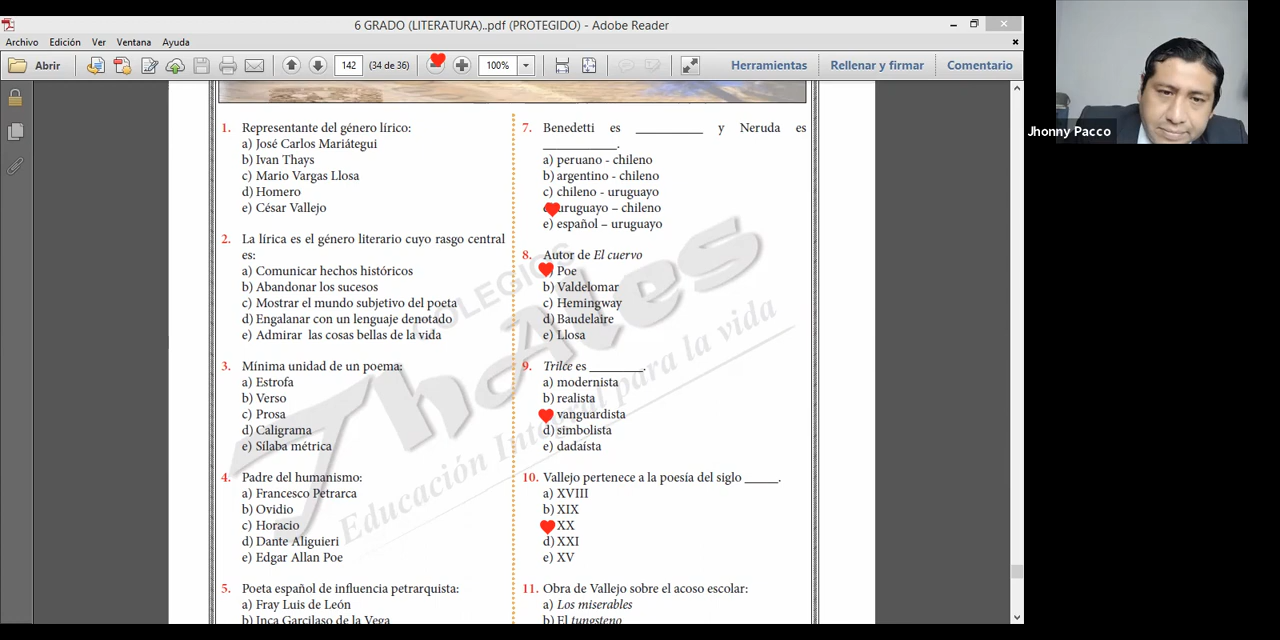 6 GRADO (LITERATURA)..pdf (PROTEGIDO) - Adobe Reader
Archivo Edición Ver Ventana Ayuda
Abrir 142 (34 de 36) 100% Herramientas Rellenar y firmar Comentario
Jhonny Pacco
1. Representante del género lírico:
a) José Carlos Mariátegui
b) Ivan Thays
c) Mario Vargas Llosa
d) Homero
e) César Vallejo
2. La lírica es el género literario cuyo rasgo central
es:
a) Comunicar hechos históricos
b) Abandonar los sucesos
c) Mostrar el mundo subjetivo del poeta
d) Engalanar con un lenguaje denotado
e) Admirar las cosas bellas de la vida
3. Mínima unidad de un poema:
a) Estrofa
b) Verso
c) Prosa
d) Caligrama
e) Sílaba métrica
4. Padre del humanismo:
a) Francesco Petrarca
b) Ovidio
c) Horacio
d) Dante Aliguieri
e) Edgar Allan Poe
5. Poeta español de influencia petrarquista:
a) Fray Luis de León
b) Inca Garcilaso de la Vega
7. Benedetti es __________ y Neruda es
___________.
a) peruano - chileno
b) argentino - chileno
c) chileno - uruguayo
uruguayo – chileno
e) español – uruguayo
8. Autor de El cuervo
) Poe
b) Valdelomar
c) Hemingway
d) Baudelaire
e) Llosa
9. Trilce es ________.
a) modernista
b) realista
vanguardista
d) simbolista
e) dadaísta
10. Vallejo pertenece a la poesía del siglo _____.
a) XVIII
b) XIX
XX
d) XXI
e) XV
11. Obra de Vallejo sobre el acoso escolar:
a) Los miserables
b) El tungsteno
COLEGIOS
Thales
Educación Integral para la vida